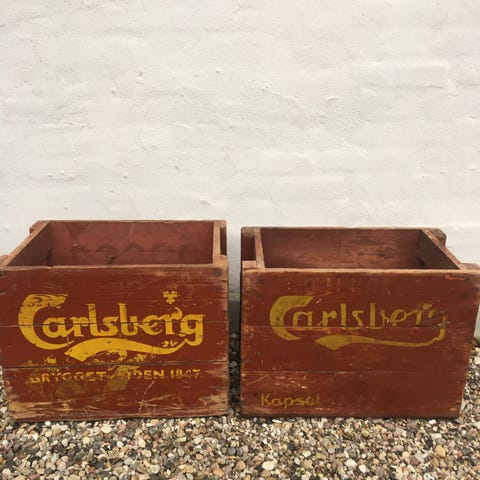 Carlsberg
BRYGGET SIDEN 1847
Carlsberg
Kapsel